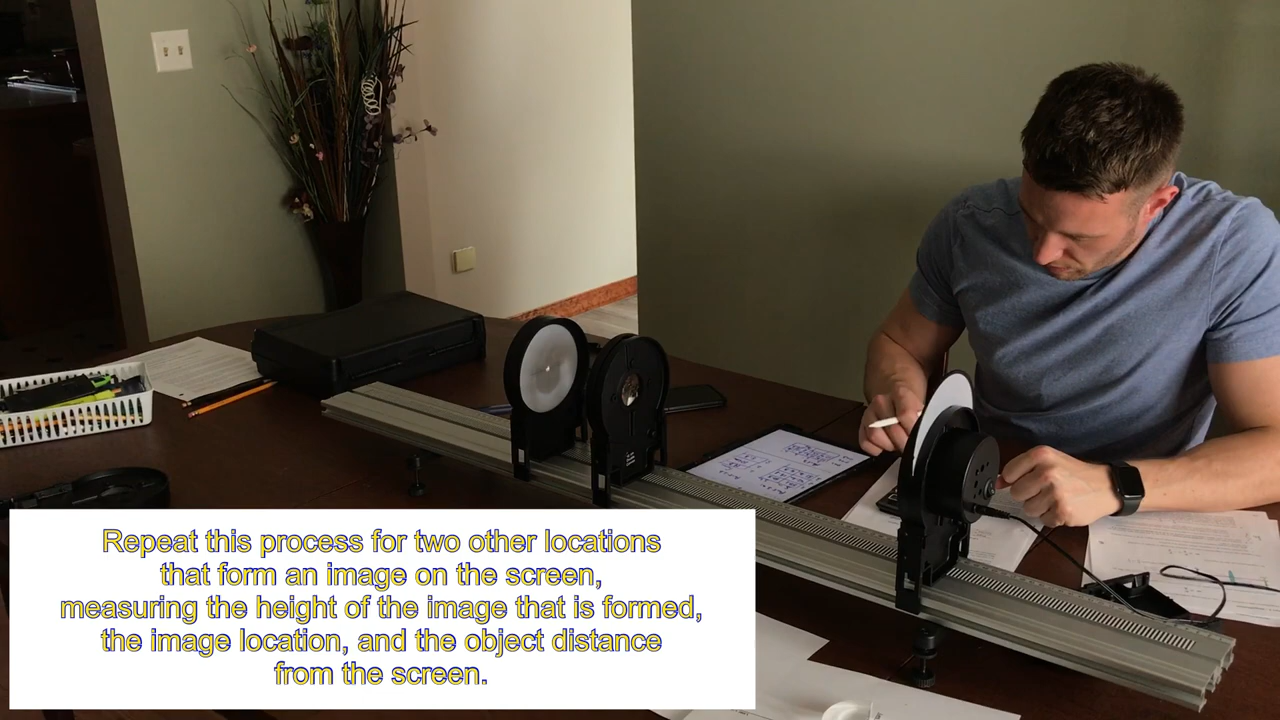 Repeat this process for two other locations
that form an image on the screen,
measuring the height of the image that is formed,
the image location, and the object distance
from the screen.